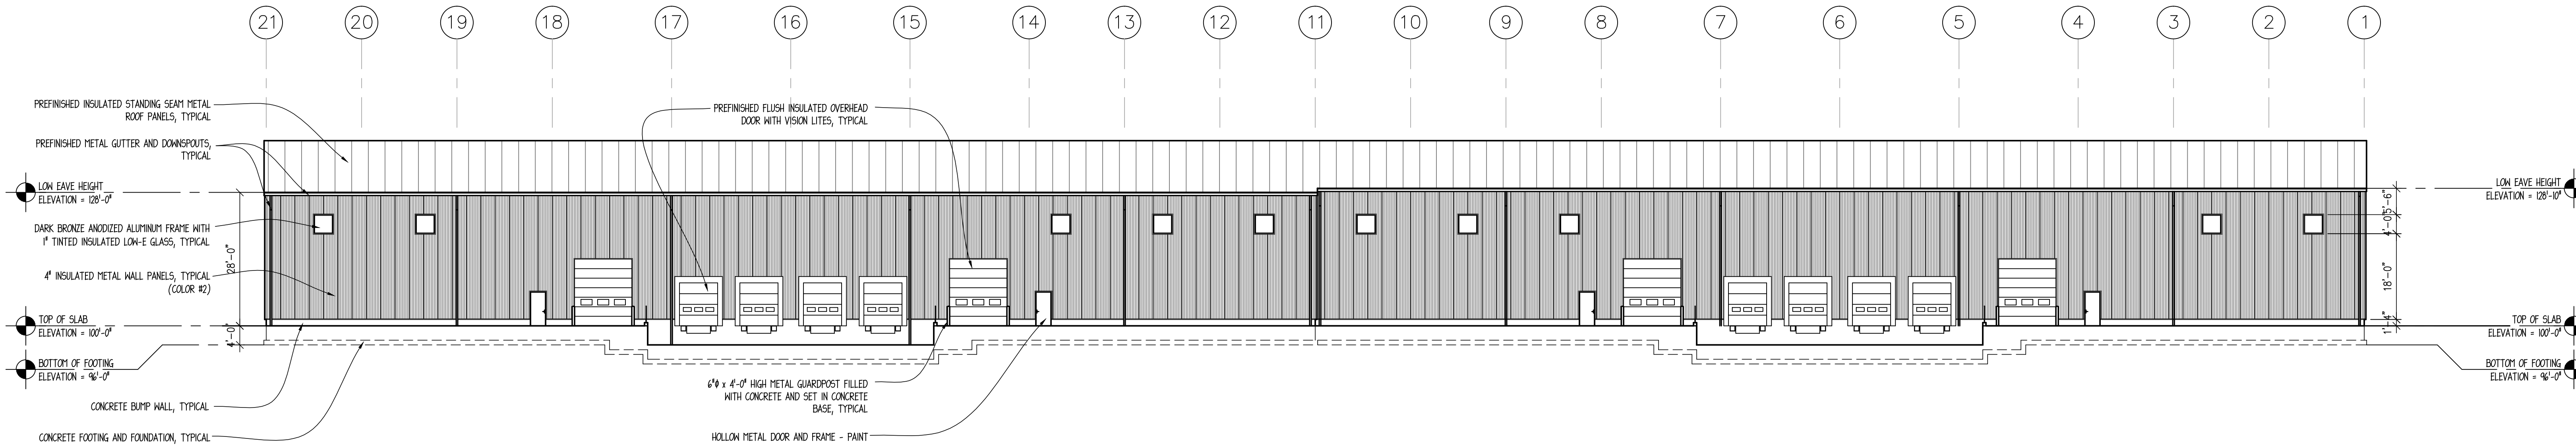 21 20 19 18 17 16 15 14 13 12 11 10 9 8 7 6 5 4 3 2 1
PREFINISHED INSULATED STANDING SEAM METAL
ROOF PANELS, TYPICAL
PREFINISHED METAL GUTTER AND DOWNSPOUTS,
TYPICAL
LOW EAVE HEIGHT
ELEVATION = 128'-0"
DARK BRONZE ANODIZED ALUMINUM FRAME WITH
1" TINTED INSULATED LOW-E GLASS, TYPICAL
4" INSULATED METAL WALL PANELS, TYPICAL
(COLOR #2)
TOP OF SLAB
ELEVATION = 100'-0"
BOTTOM OF FOOTING
ELEVATION = 96'-0"
CONCRETE BUMP WALL, TYPICAL
CONCRETE FOOTING AND FOUNDATION, TYPICAL
28'-0"
4'-0"
PREFINISHED FLUSH INSULATED OVERHEAD
DOOR WITH VISION LITES, TYPICAL
6"Ø x 4'-0" HIGH METAL GUARDPOST FILLED
WITH CONCRETE AND SET IN CONCRETE
BASE, TYPICAL
HOLLOW METAL DOOR AND FRAME - PAINT
5'-6"
4'-0"
18'-0"
1'-4"
LOW EAVE HEIGHT
ELEVATION = 128'-10"
TOP OF SLAB
ELEVATION = 100'-0"
BOTTOM OF FOOTING
ELEVATION = 96'-0"